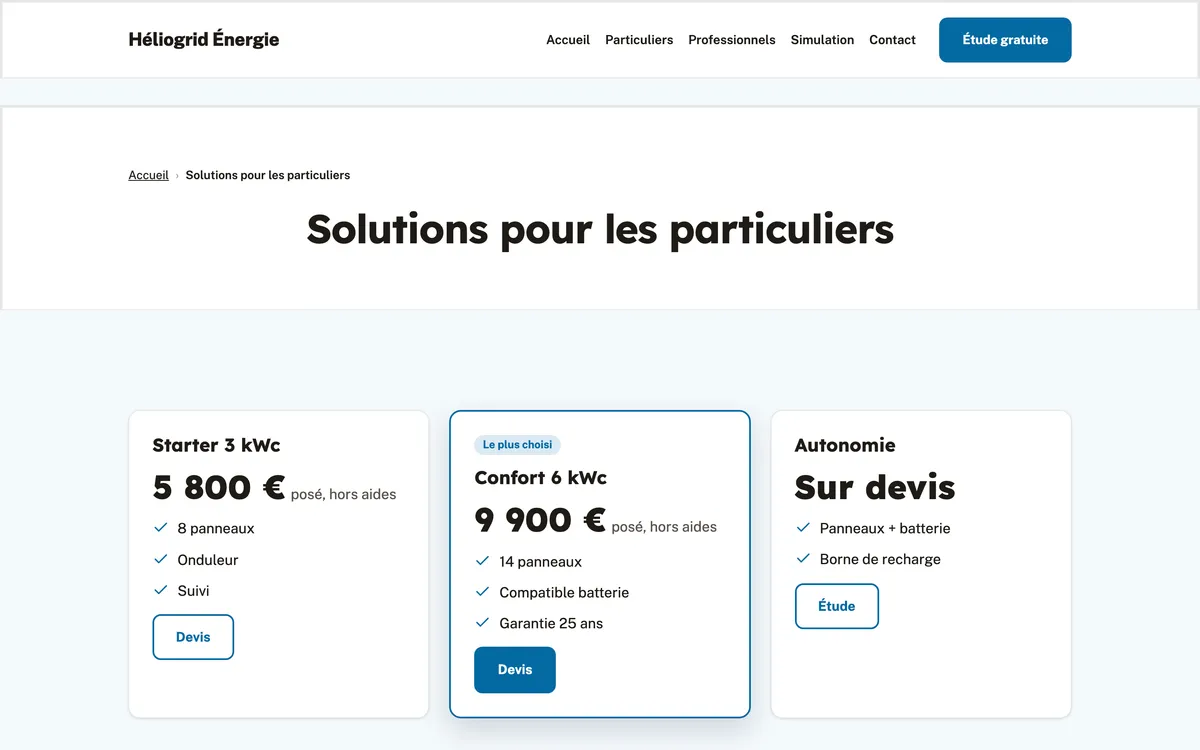 Héliogrid Énergie
Accueil Particuliers Professionnels Simulation Contact Étude gratuite
Accueil › Solutions pour les particuliers
Solutions pour les particuliers
Starter 3 kWc
5 800 € posé, hors aides
8 panneaux
Onduleur
Suivi
Devis
Le plus choisi
Confort 6 kWc
9 900 € posé, hors aides
14 panneaux
Compatible batterie
Garantie 25 ans
Devis
Autonomie
Sur devis
Panneaux + batterie
Borne de recharge
Étude